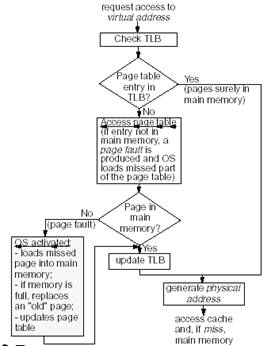 request access to
virtual address
Check TLB
Page table
entry in
TLB?
Yes
(pages surely in
main memory)
No
Access page table
(if entry not in
main memory, a
page fault is
produced and OS
loads missed part
of the page table)
No
(page fault)
Page in
main
memory?
Yes
OS activated:
- loads missed
page into main
memory;
- if memory is
full, replaces
an "old" page;
- updates page
table
update TLB
generate physical
address
access cache
and, if miss,
main memory